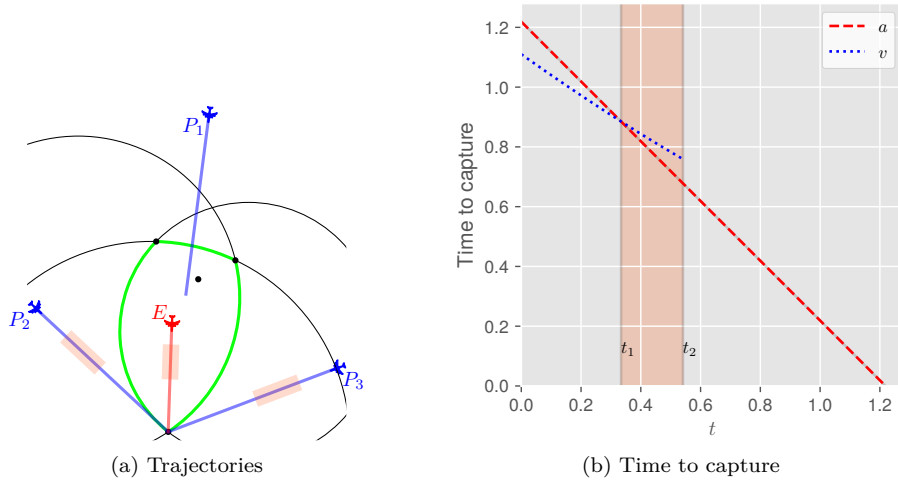 P₁
P₂
E
P₃
(a) Trajectories
Time to capture
1.2
1.0
0.8
0.6
0.4
0.2
0.0
0.0 0.2 0.4 0.6 0.8 1.0 1.2
t
t₁ t₂
a
v
(b) Time to capture